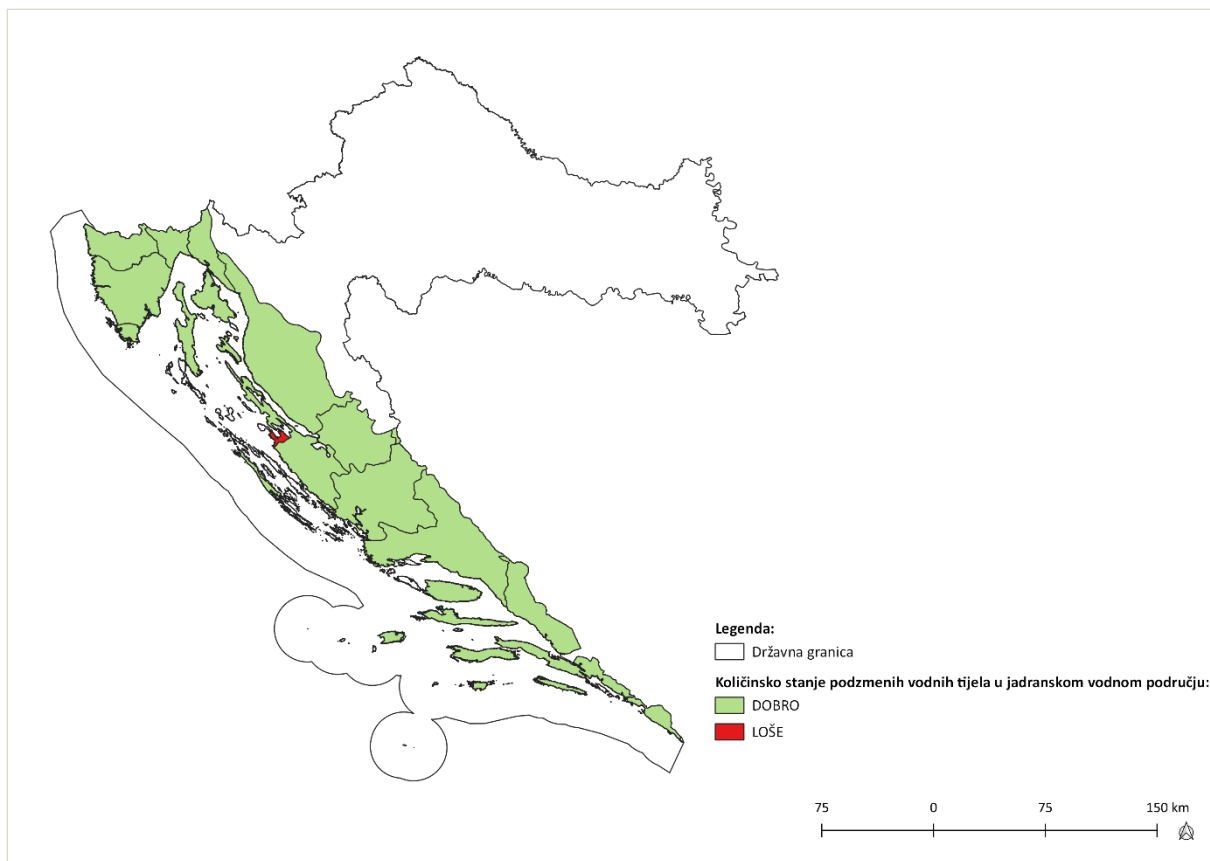 Legenda:
Državna granica
Količinsko stanje podzmenih vodnih tijela u jadranskom vodnom području:
DOBRO
LOŠE
75 0 75 150 km